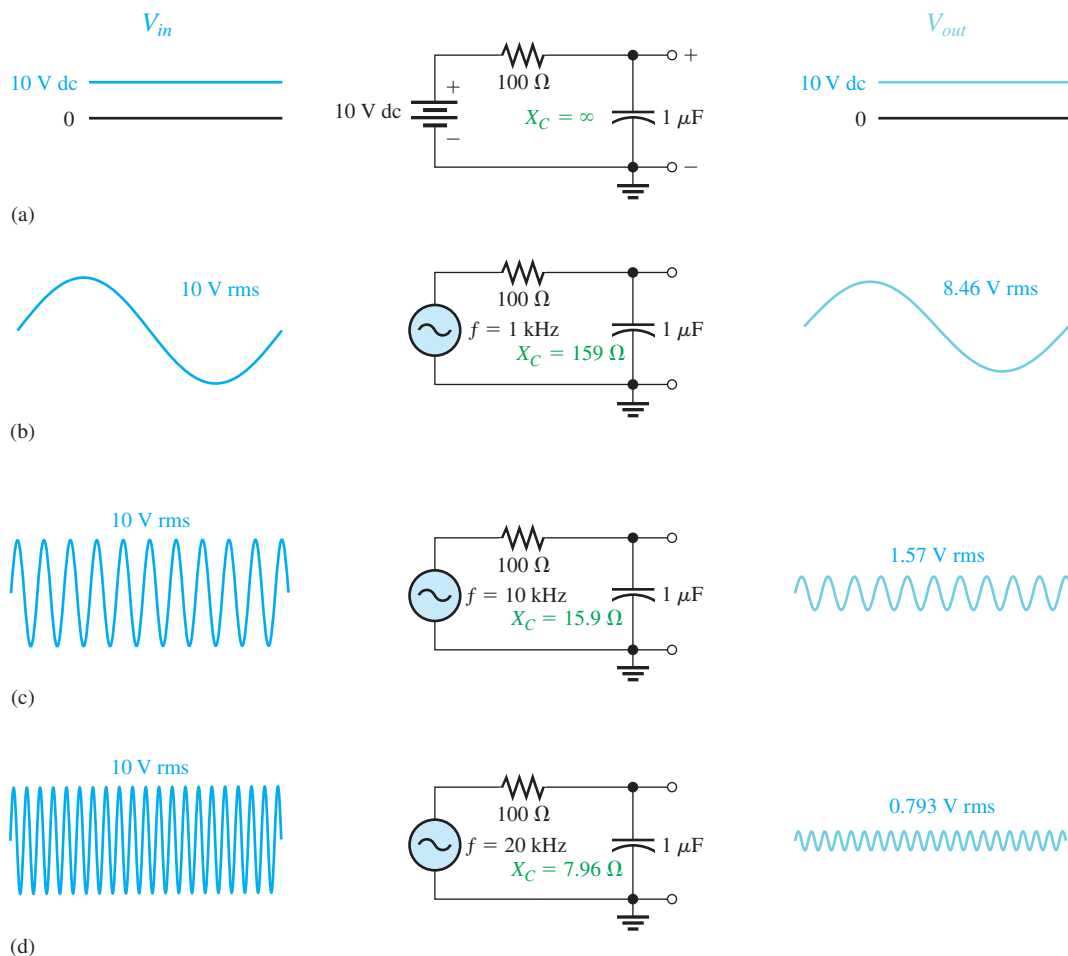 V_in
V_out
10 V dc
0
100 Ω
+
+
10 V dc
−
X_C = ∞
1 μF
−
10 V dc
0
(a)
10 V rms
100 Ω
f = 1 kHz
X_C = 159 Ω
1 μF
8.46 V rms
(b)
10 V rms
100 Ω
f = 10 kHz
X_C = 15.9 Ω
1 μF
1.57 V rms
(c)
10 V rms
100 Ω
f = 20 kHz
X_C = 7.96 Ω
1 μF
0.793 V rms
(d)